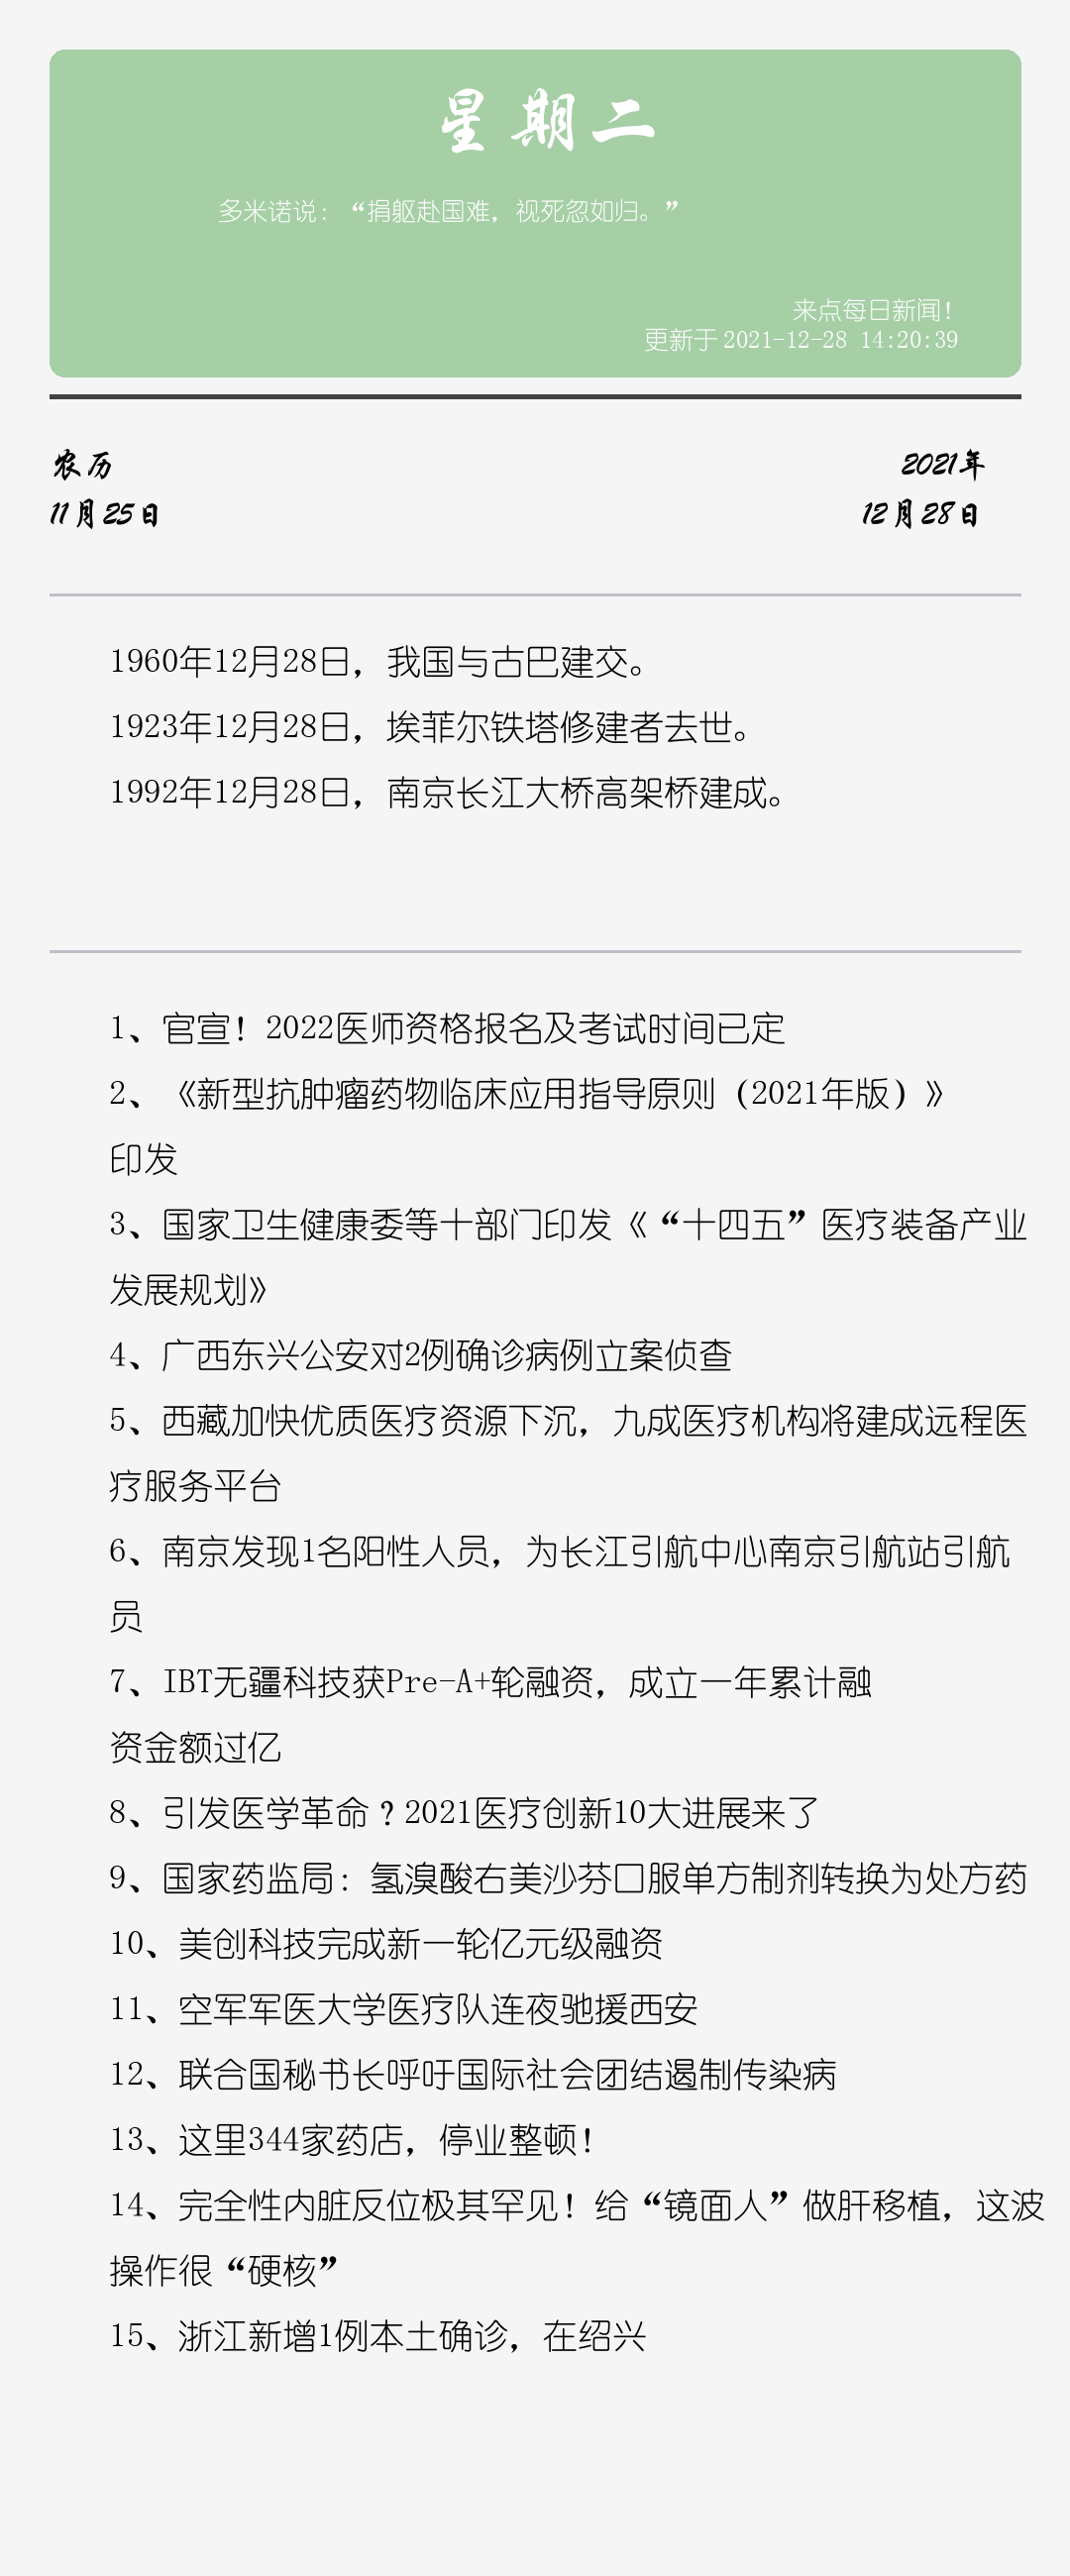 星期二
多米诺说：“捐躯赴国难，视死忽如归。”
来点每日新闻！
更新于 2021-12-28 14:20:39
农历
2021年
11月25日
12月28日
1960年12月28日，我国与古巴建交。
1923年12月28日，埃菲尔铁塔修建者去世。
1992年12月28日，南京长江大桥高架桥建成。
1、官宣！2022医师资格报名及考试时间已定
2、《新型抗肿瘤药物临床应用指导原则（2021年版）》
印发
3、国家卫生健康委等十部门印发《“十四五”医疗装备产业
发展规划》
4、广西东兴公安对2例确诊病例立案侦查
5、西藏加快优质医疗资源下沉，九成医疗机构将建成远程医
疗服务平台
6、南京发现1名阳性人员，为长江引航中心南京引航站引航
员
7、IBT无疆科技获Pre-A+轮融资，成立一年累计融
资金额过亿
8、引发医学革命？2021医疗创新10大进展来了
9、国家药监局：氢溴酸右美沙芬口服单方制剂转换为处方药
10、美创科技完成新一轮亿元级融资
11、空军军医大学医疗队连夜驰援西安
12、联合国秘书长呼吁国际社会团结遏制传染病
13、这里344家药店，停业整顿！
14、完全性内脏反位极其罕见！给“镜面人”做肝移植，这波
操作很“硬核”
15、浙江新增1例本土确诊，在绍兴